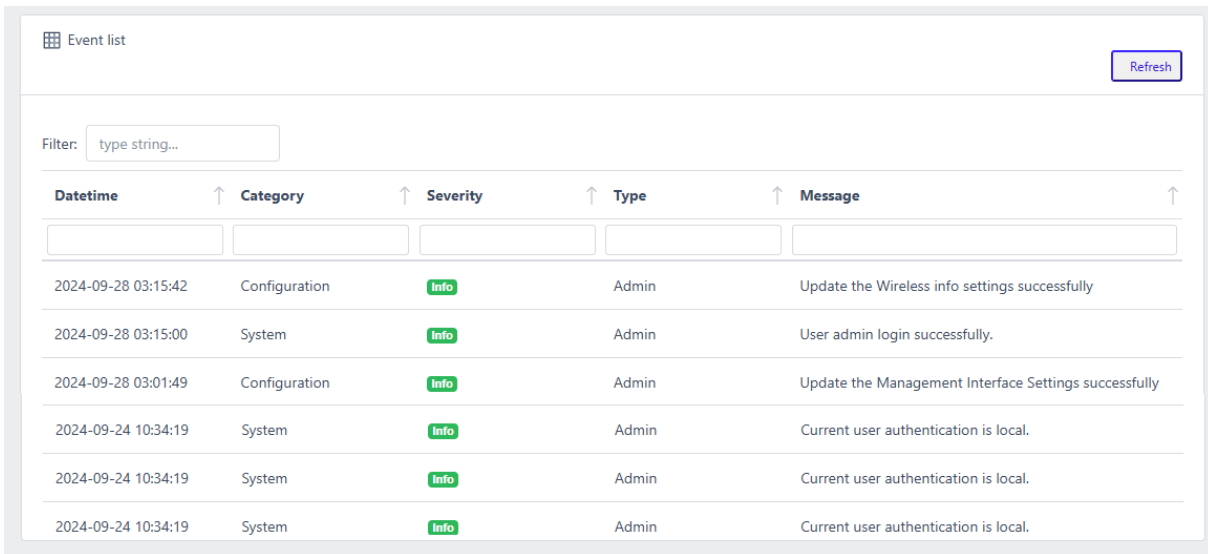 Event list
Refresh
Filter: type string...
Datetime Category Severity Type Message
2024-09-28 03:15:42 Configuration Info Admin Update the Wireless info settings successfully
2024-09-28 03:15:00 System Info Admin User admin login successfully.
2024-09-28 03:01:49 Configuration Info Admin Update the Management Interface Settings successfully
2024-09-24 10:34:19 System Info Admin Current user authentication is local.
2024-09-24 10:34:19 System Info Admin Current user authentication is local.
2024-09-24 10:34:19 System Info Admin Current user authentication is local.